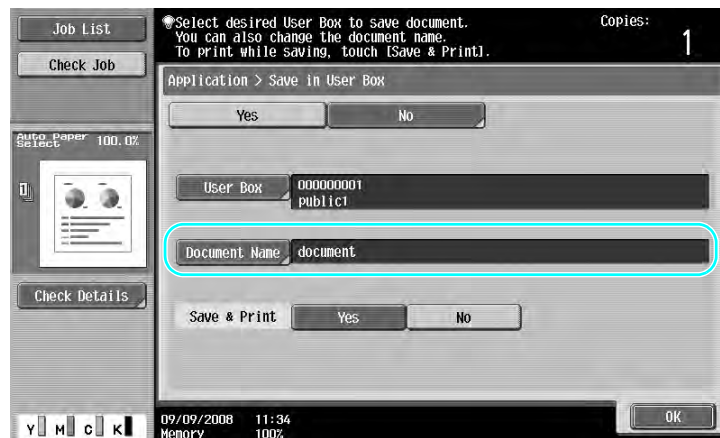 Job List
Check Job
Select desired User Box to save document.
You can also change the document name.
To print while saving, touch [Save & Print].
Copies:
1
Application > Save in User Box
Yes
No
Auto Paper
Select
100.0%
1
User Box
000000001
public1
Document Name
document
Check Details
Save & Print
Yes
No
OK
Y M C K
09/09/2008 11:34
Memory 100%